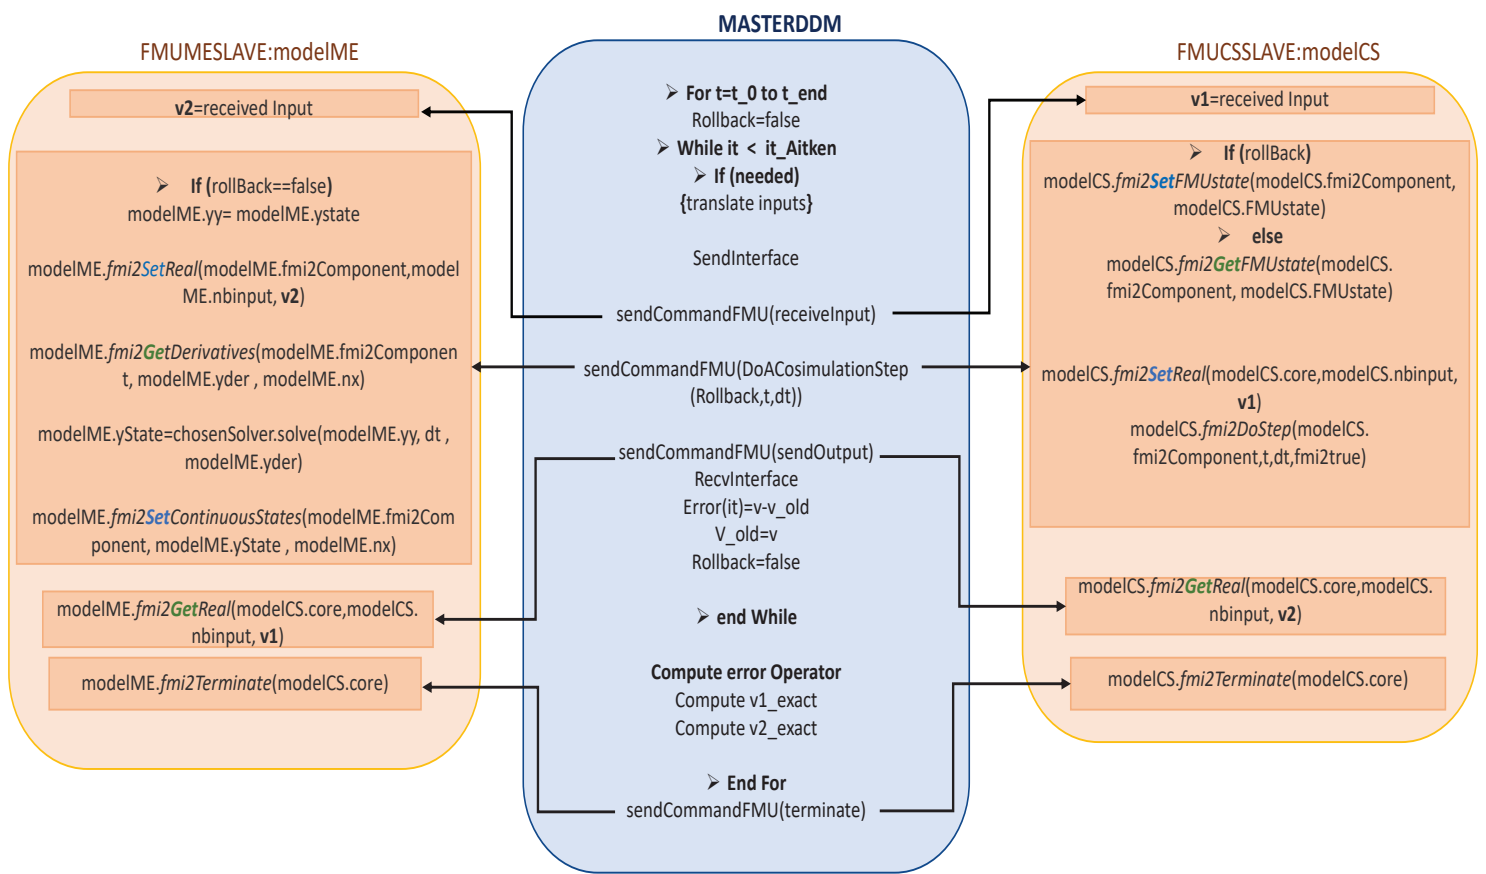 MASTERDDM
FMUMESLAVE:modelME
v2=received Input
➢ If (rollBack==false)
modelME.yy= modelME.ystate
modelME.fmi2SetReal(modelME.fmi2Component,model
ME.nbinput, v2)
modelME.fmi2GetDerivatives(modelME.fmi2Componen
t, modelME.yder , modelME.nx)
modelME.yState=chosenSolver.solve(modelME.yy, dt ,
modelME.yder)
modelME.fmi2SetContinuousStates(modelME.fmi2Com
ponent, modelME.yState , modelME.nx)
modelME.fmi2GetReal(modelCS.core,modelCS.
nbinput, v1)
modelME.fmi2Terminate(modelCS.core)
➢ For t=t_0 to t_end
Rollback=false
➢ While it < it_Aitken
➢ If (needed)
{translate inputs}
SendInterface
sendCommandFMU(receiveInput)
sendCommandFMU(DoACosimulationStep
(Rollback,t,dt))
sendCommandFMU(sendOutput)
RecvInterface
Error(it)=v-v_old
V_old=v
Rollback=false
➢ end While
Compute error Operator
Compute v1_exact
Compute v2_exact
➢ End For
sendCommandFMU(terminate)
FMUCSSLAVE:modelCS
v1=received Input
➢ If (rollBack)
modelCS.fmi2SetFMUstate(modelCS.fmi2Component,
modelCS.FMUstate)
➢ else
modelCS.fmi2GetFMUstate(modelCS.
fmi2Component, modelCS.FMUstate)
modelCS.fmi2SetReal(modelCS.core,modelCS.nbinput,
v1)
modelCS.fmi2DoStep(modelCS.
fmi2Component,t,dt,fmi2true)
modelCS.fmi2GetReal(modelCS.core,modelCS.
nbinput, v2)
modelCS.fmi2Terminate(modelCS.core)